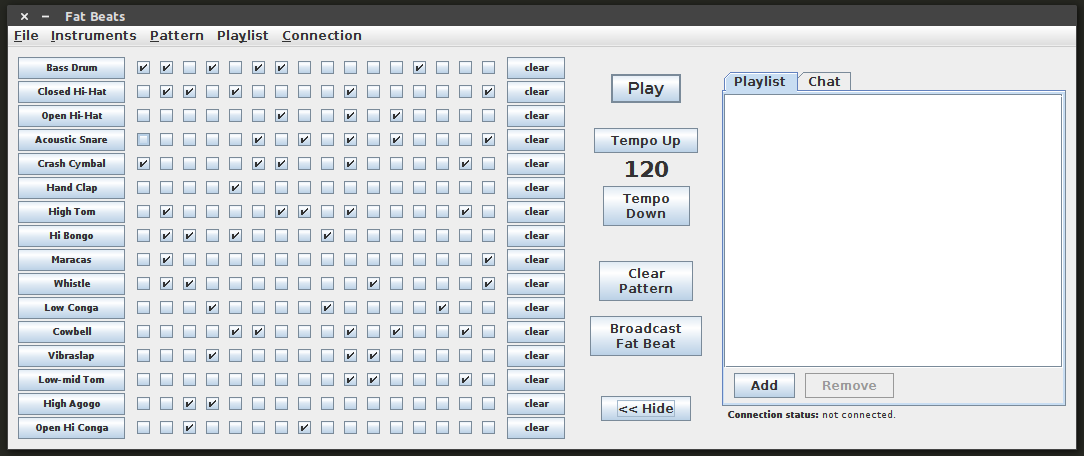 Fat Beats
File Instruments Pattern Playlist Connection
Bass Drum clear
Closed Hi-Hat clear
Open Hi-Hat clear
Acoustic Snare clear
Crash Cymbal clear
Hand Clap clear
High Tom clear
Hi Bongo clear
Maracas clear
Whistle clear
Low Conga clear
Cowbell clear
Vibraslap clear
Low-mid Tom clear
High Agogo clear
Open Hi Conga clear
Play
Tempo Up
120
Tempo
Down
Clear
Pattern
Broadcast
Fat Beat
<< Hide
Playlist Chat
Add Remove
Connection status: not connected.